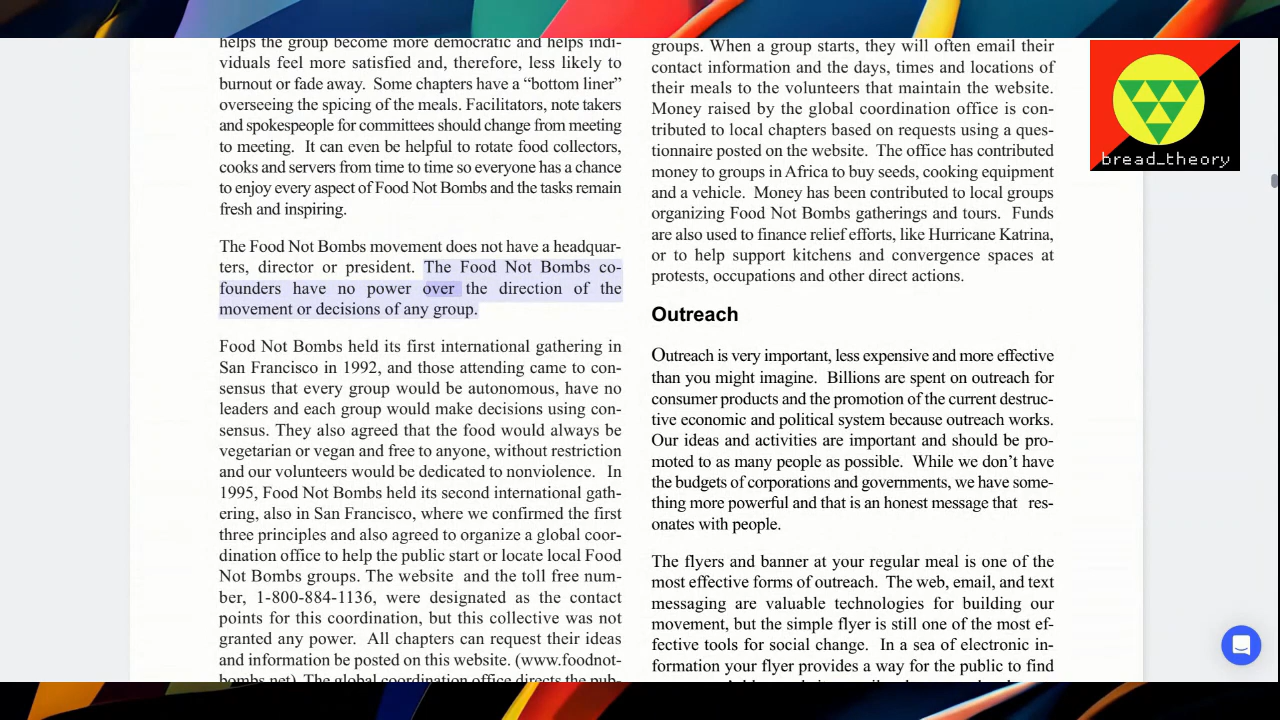 helps the group become more democratic and helps indi-
viduals feel more satisfied and, therefore, less likely to
burnout or fade away. Some chapters have a “bottom liner”
overseeing the spicing of the meals. Facilitators, note takers
and spokespeople for committees should change from meeting
to meeting. It can even be helpful to rotate food collectors,
cooks and servers from time to time so everyone has a chance
to enjoy every aspect of Food Not Bombs and the tasks remain
fresh and inspiring.
The Food Not Bombs movement does not have a headquar-
ters, director or president. The Food Not Bombs co-
founders have no power over the direction of the
movement or decisions of any group.
Food Not Bombs held its first international gathering in
San Francisco in 1992, and those attending came to con-
sensus that every group would be autonomous, have no
leaders and each group would make decisions using con-
sensus. They also agreed that the food would always be
vegetarian or vegan and free to anyone, without restriction
and our volunteers would be dedicated to nonviolence. In
1995, Food Not Bombs held its second international gath-
ering, also in San Francisco, where we confirmed the first
three principles and also agreed to organize a global coor-
dination office to help the public start or locate local Food
Not Bombs groups. The website and the toll free num-
ber, 1-800-884-1136, were designated as the contact
points for this coordination, but this collective was not
granted any power. All chapters can request their ideas
and information be posted on this website. (www.foodnot-
bombs.net) The global coordination office directs the pub-
groups. When a group starts, they will often email their
contact information and the days, times and locations of
their meals to the volunteers that maintain the website.
Money raised by the global coordination office is con-
tributed to local chapters based on requests using a ques-
tionnaire posted on the website. The office has contributed
money to groups in Africa to buy seeds, cooking equipment
and a vehicle. Money has been contributed to local groups
organizing Food Not Bombs gatherings and tours. Funds
are also used to finance relief efforts, like Hurricane Katrina,
or to help support kitchens and convergence spaces at
protests, occupations and other direct actions.
Outreach
Outreach is very important, less expensive and more effective
than you might imagine. Billions are spent on outreach for
consumer products and the promotion of the current destruc-
tive economic and political system because outreach works.
Our ideas and activities are important and should be pro-
moted to as many people as possible. While we don’t have
the budgets of corporations and governments, we have some-
thing more powerful and that is an honest message that res-
onates with people.
The flyers and banner at your regular meal is one of the
most effective forms of outreach. The web, email, and text
messaging are valuable technologies for building our
movement, but the simple flyer is still one of the most ef-
fective tools for social change. In a sea of electronic in-
formation your flyer provides a way for the public to find
bread_theory